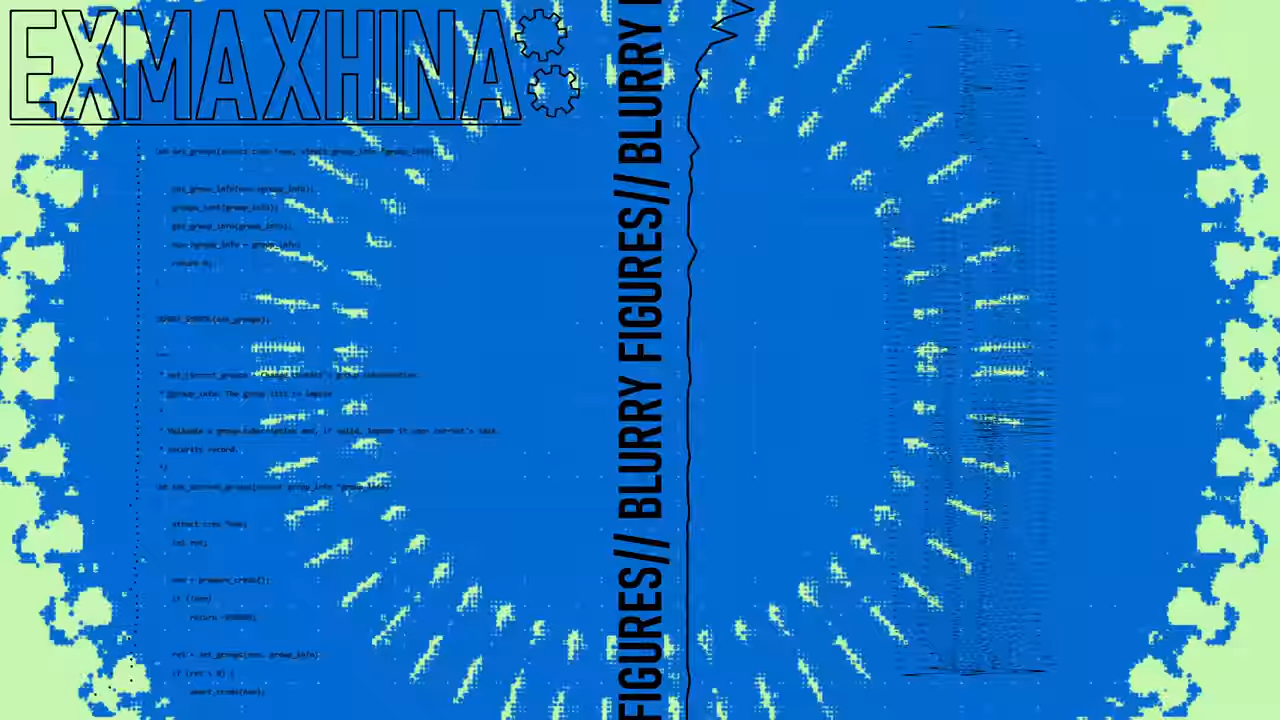 EXMAXHINA
FIGURES// BLURRY FIGURES// BLURRY
int set_groups(struct cred *new, struct group_info *group_info)
put_group_info(new->group_info);
groups_sort(group_info);
get_group_info(group_info);
new->group_info = group_info;
return 0;
}
EXPORT_SYMBOL(set_groups);
/**
* set_current_groups - Change current's group subscription
* @group_info: The group list to impose
*
* Validate a group subscription and, if valid, impose it upon current's task
* security record.
*/
int set_current_groups(struct group_info *group_info)
struct cred *new;
int ret;
new = prepare_creds();
if (!new)
return -ENOMEM;
ret = set_groups(new, group_info);
if (ret < 0) {
abort_creds(new);